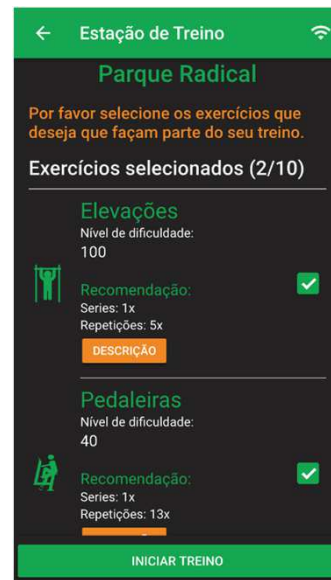 Estação de Treino
Parque Radical
Por favor selecione os exercícios que
deseja que façam parte do seu treino.
Exercícios selecionados (2/10)
Elevações
Nível de dificuldade:
100
Recomendação:
Series: 1x
Repetições: 5x
DESCRIÇÃO
Pedaleiras
Nível de dificuldade:
40
Recomendação:
Series: 1x
Repetições: 13x
INICIAR TREINO